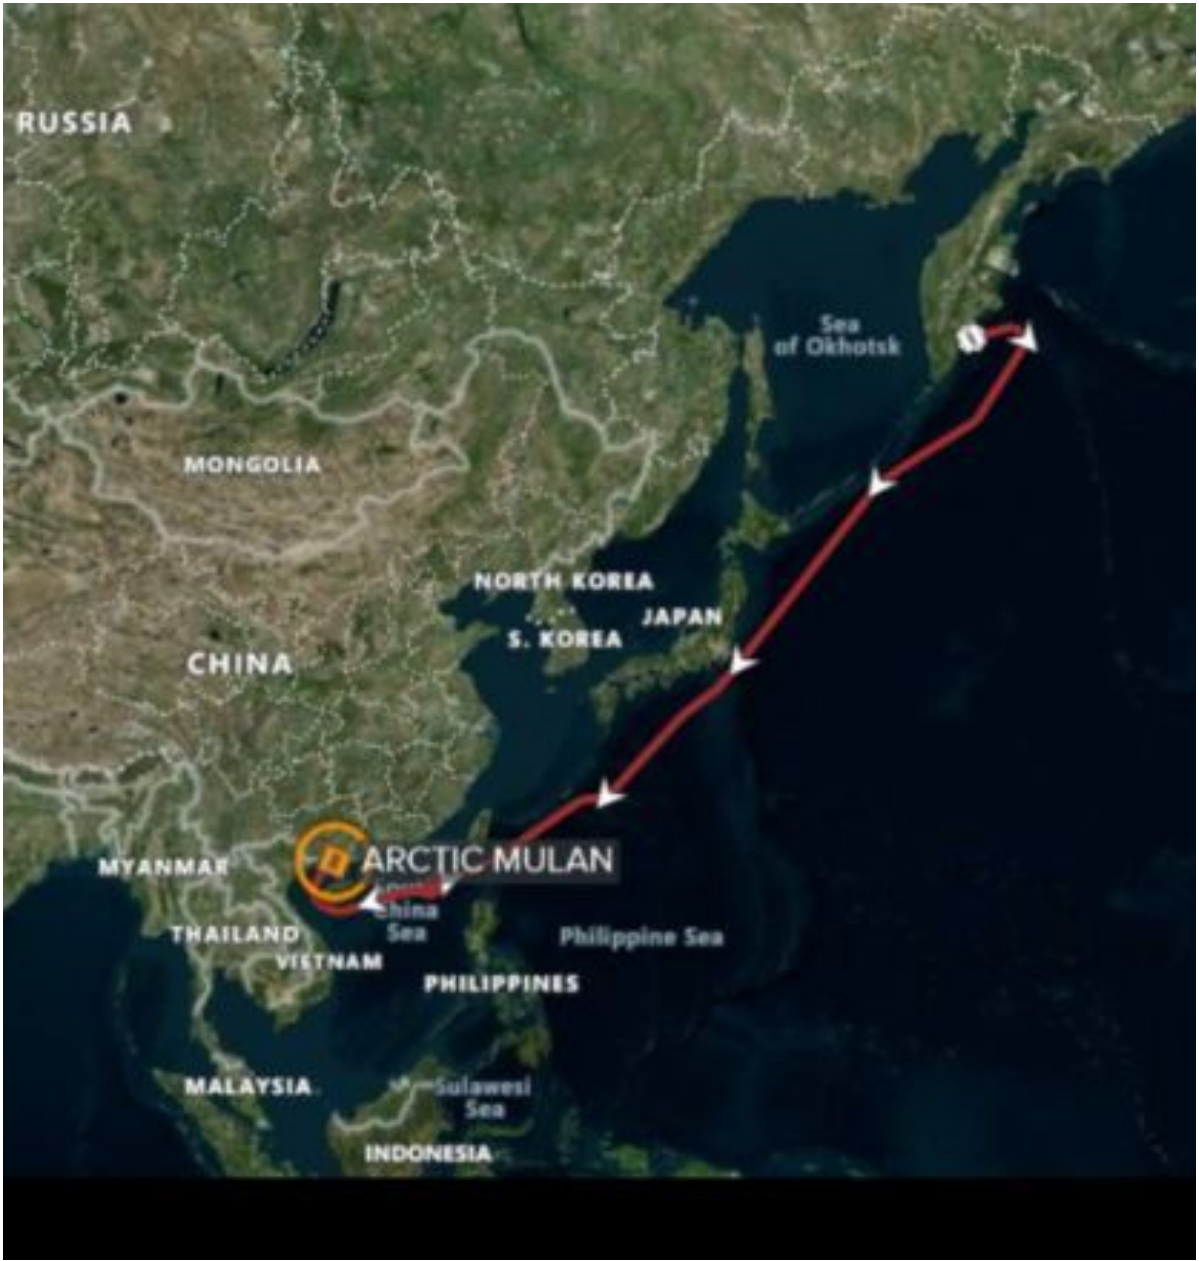 RUSSIA
Sea
of Okhotsk
MONGOLIA
NORTH KOREA
JAPAN
S. KOREA
CHINA
ARCTIC MULAN
MYANMAR
South
China
Sea
THAILAND
Philippine Sea
VIETNAM
PHILIPPINES
MALAYSIA
Sulawesi
Sea
INDONESIA